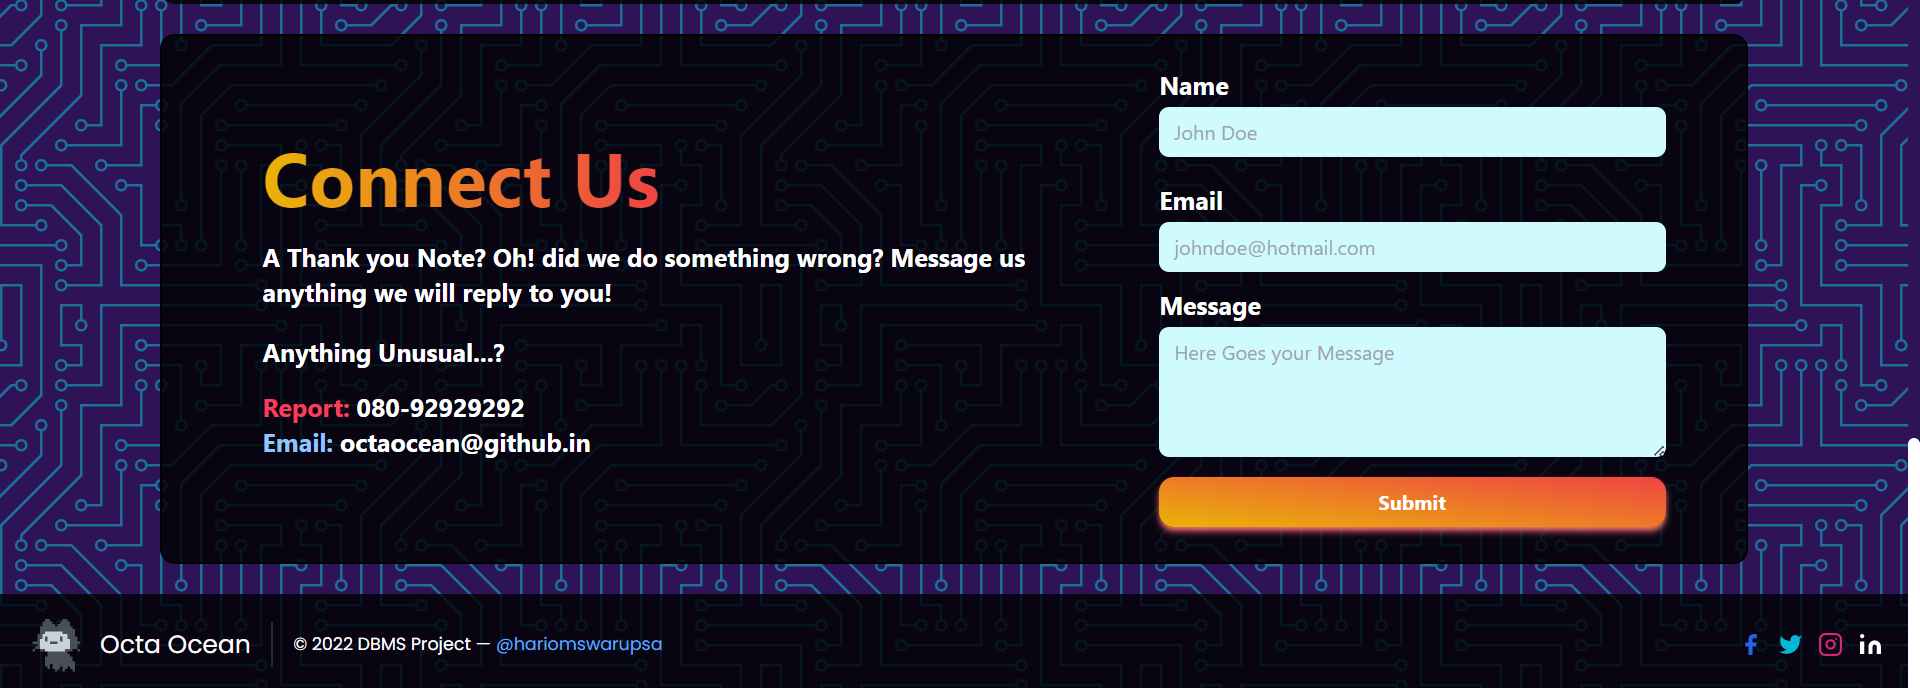 Connect Us
A Thank you Note? Oh! did we do something wrong? Message us
anything we will reply to you!
Anything Unusual...?
Report: 080-92929292
Email: octaocean@github.in
Name
John Doe
Email
johndoe@hotmail.com
Message
Here Goes your Message
Submit
Octa Ocean
© 2022 DBMS Project — @hariomswarupsa